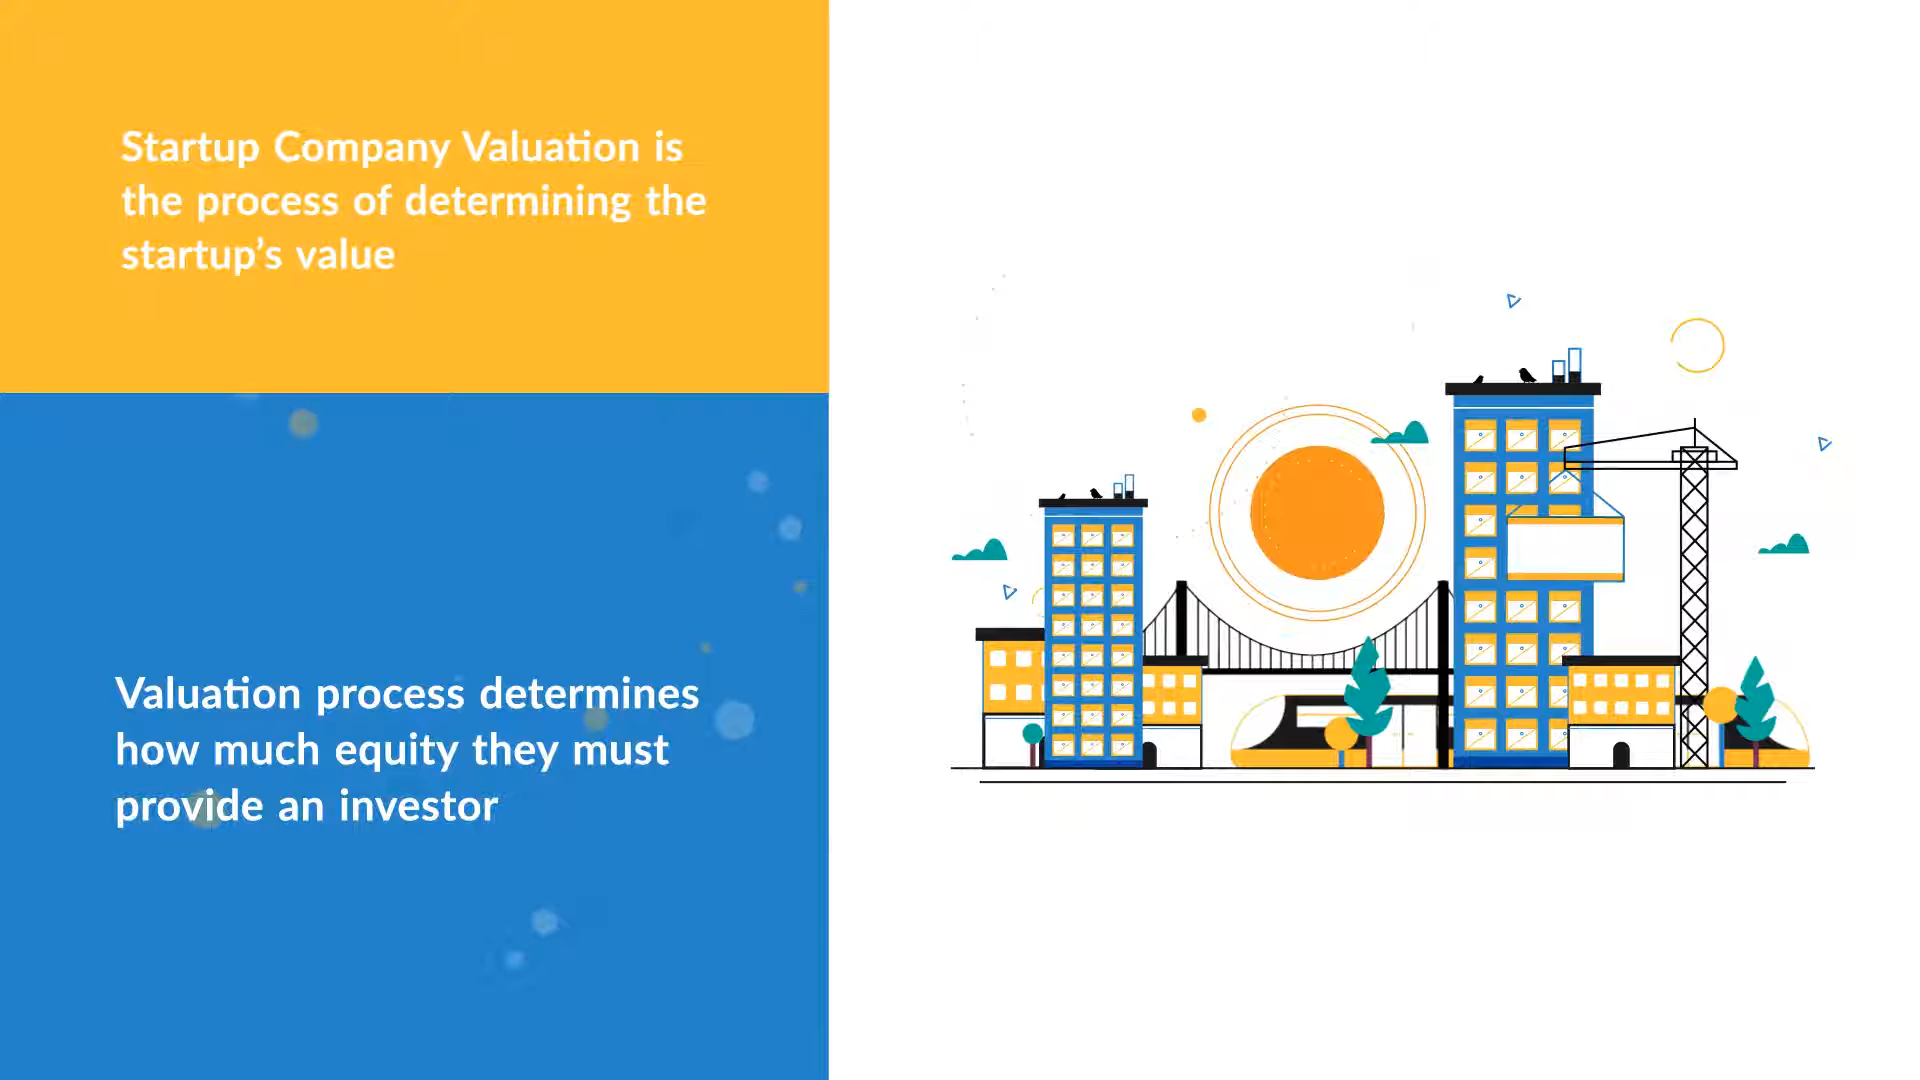 Startup Company Valuation is
the process of determining the
startup’s value
Valuation process determines
how much equity they must
provide an investor